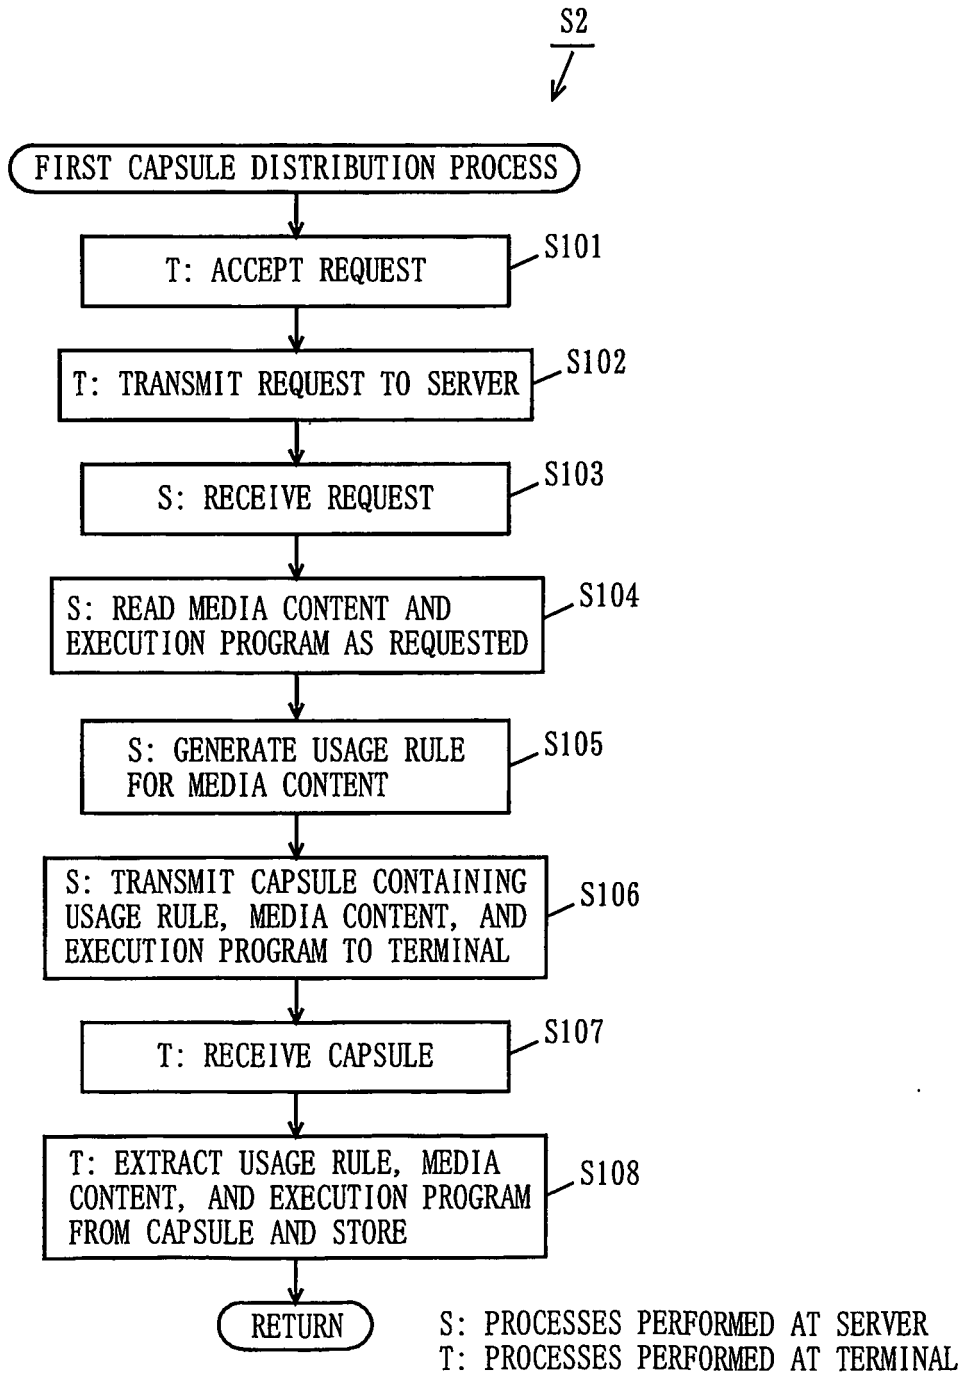 S2
FIRST CAPSULE DISTRIBUTION PROCESS
S101
T: ACCEPT REQUEST
S102
T: TRANSMIT REQUEST TO SERVER
S103
S: RECEIVE REQUEST
S104
S: READ MEDIA CONTENT AND
EXECUTION PROGRAM AS REQUESTED
S105
S: GENERATE USAGE RULE
FOR MEDIA CONTENT
S106
S: TRANSMIT CAPSULE CONTAINING
USAGE RULE, MEDIA CONTENT, AND
EXECUTION PROGRAM TO TERMINAL
S107
T: RECEIVE CAPSULE
S108
T: EXTRACT USAGE RULE, MEDIA
CONTENT, AND EXECUTION PROGRAM
FROM CAPSULE AND STORE
RETURN
S: PROCESSES PERFORMED AT SERVER
T: PROCESSES PERFORMED AT TERMINAL